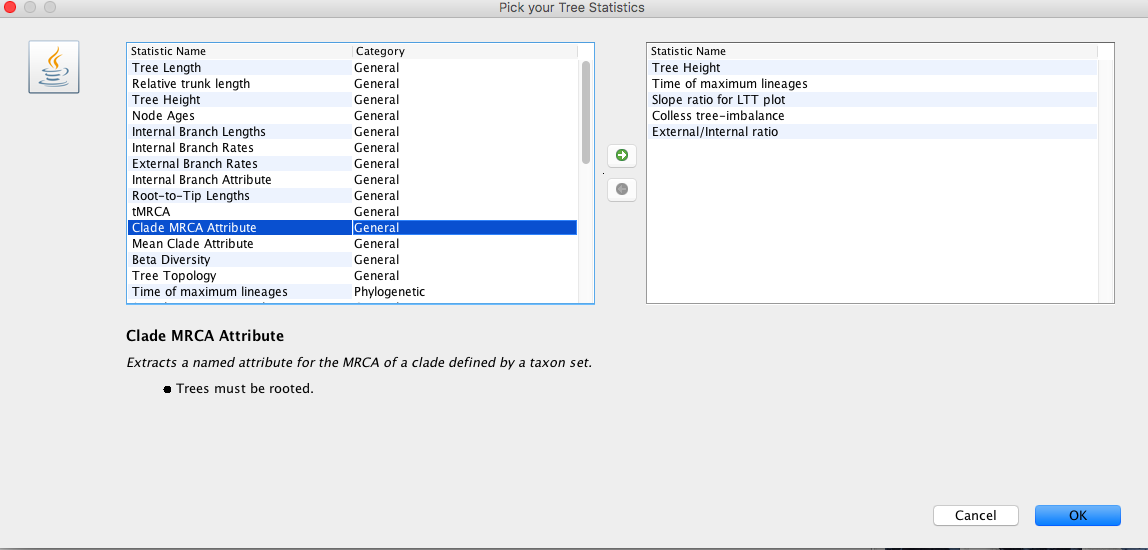 Pick your Tree Statistics
Statistic Name Category
Tree Length General
Relative trunk length General
Tree Height General
Node Ages General
Internal Branch Lengths General
Internal Branch Rates General
External Branch Rates General
Internal Branch Attribute General
Root-to-Tip Lengths General
tMRCA General
Clade MRCA Attribute General
Mean Clade Attribute General
Beta Diversity General
Tree Topology General
Time of maximum lineages Phylogenetic
Statistic Name
Tree Height
Time of maximum lineages
Slope ratio for LTT plot
Colless tree-imbalance
External/Internal ratio
Clade MRCA Attribute
Extracts a named attribute for the MRCA of a clade defined by a taxon set.
● Trees must be rooted.
Cancel OK